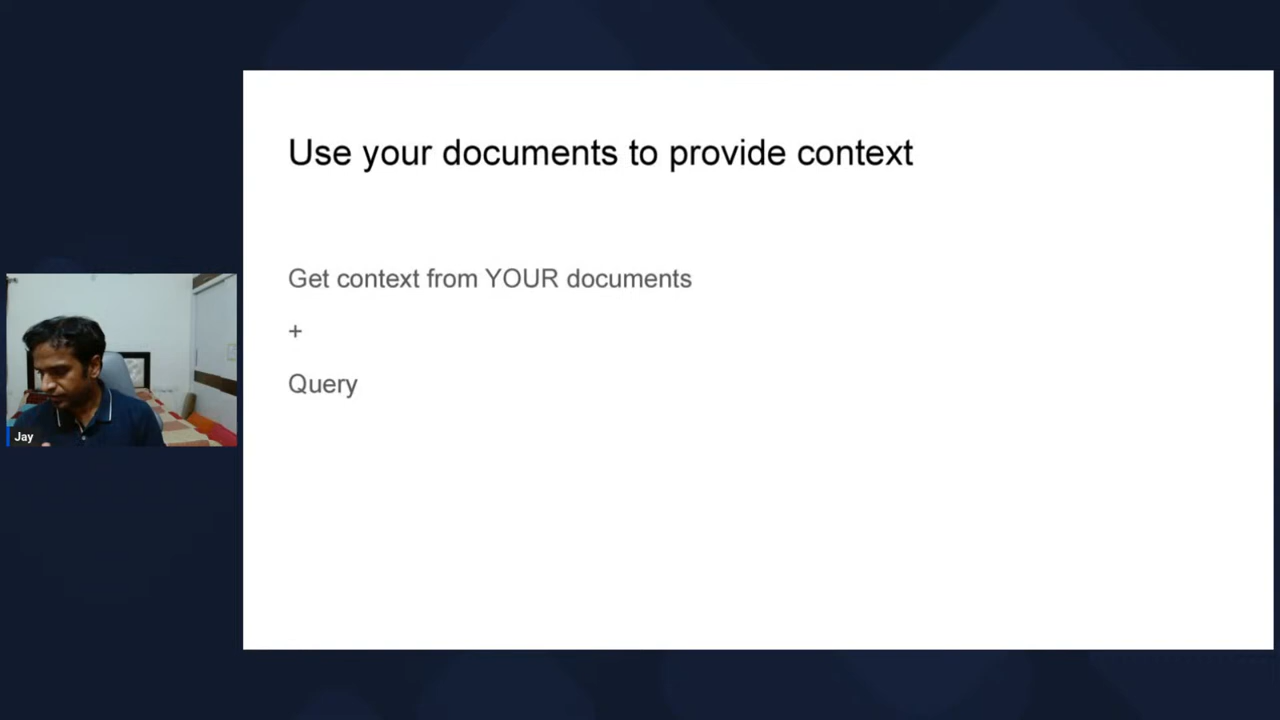 Use your documents to provide context
Get context from YOUR documents
+
Query
Jay